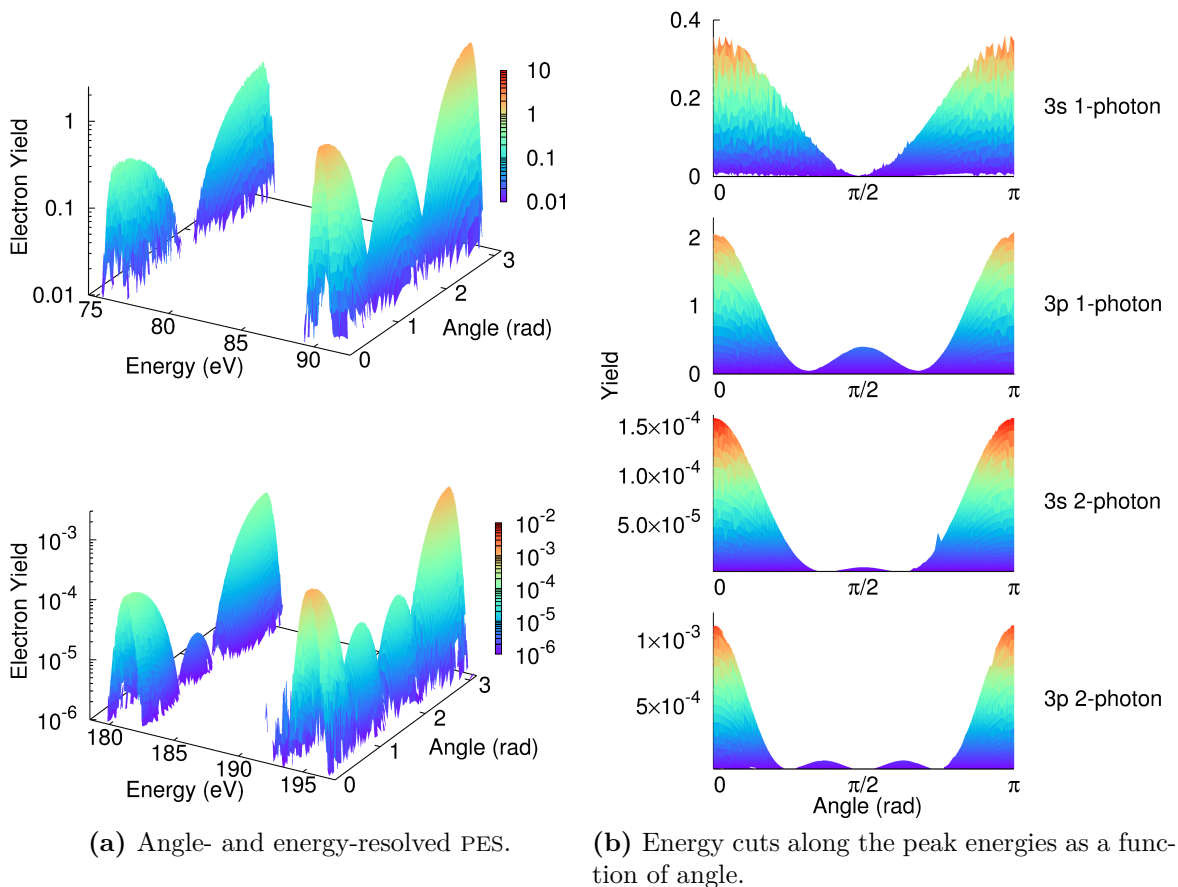 10
1
0.1
0.01
Electron Yield
1
0.1
0.01
75
80
85
90
Energy (eV)
0
1
2
3
Angle (rad)
10⁻²
10⁻³
10⁻⁴
10⁻⁵
10⁻⁶
Electron Yield
10⁻³
10⁻⁴
10⁻⁵
10⁻⁶
180
185
190
195
Energy (eV)
0
1
2
3
Angle (rad)
(a) Angle- and energy-resolved PES.
Yield
0.4
0.2
0
0
π/2
π
3s 1-photon
2
1
0
0
π/2
π
3p 1-photon
1.5×10⁻⁴
1.0×10⁻⁴
5.0×10⁻⁵
0
π/2
π
3s 2-photon
1×10⁻³
5×10⁻⁴
0
π/2
π
3p 2-photon
Angle (rad)
(b) Energy cuts along the peak energies as a func-
tion of angle.